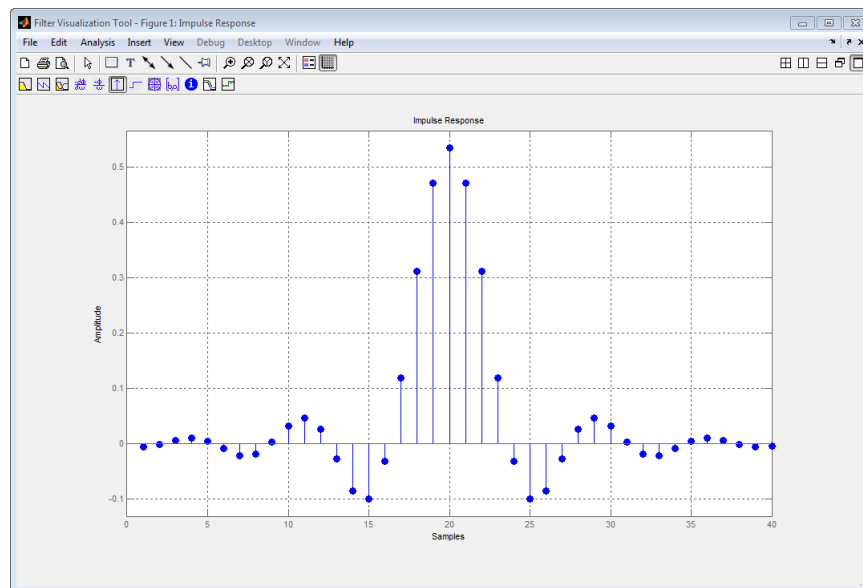 Filter Visualization Tool - Figure 1: Impulse Response
File Edit Analysis Insert View Debug Desktop Window Help
T
[b,a]
i
Impulse Response
0.5
0.4
0.3
0.2
0.1
0
-0.1
Amplitude
0 5 10 15 20 25 30 35 40
Samples